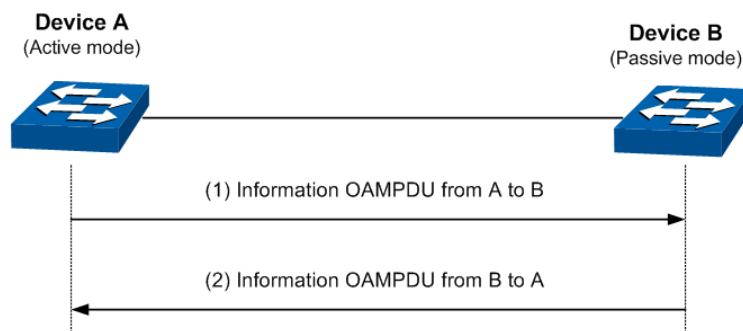 Device A
(Active mode)
Device B
(Passive mode)
(1) Information OAMPDU from A to B
(2) Information OAMPDU from B to A